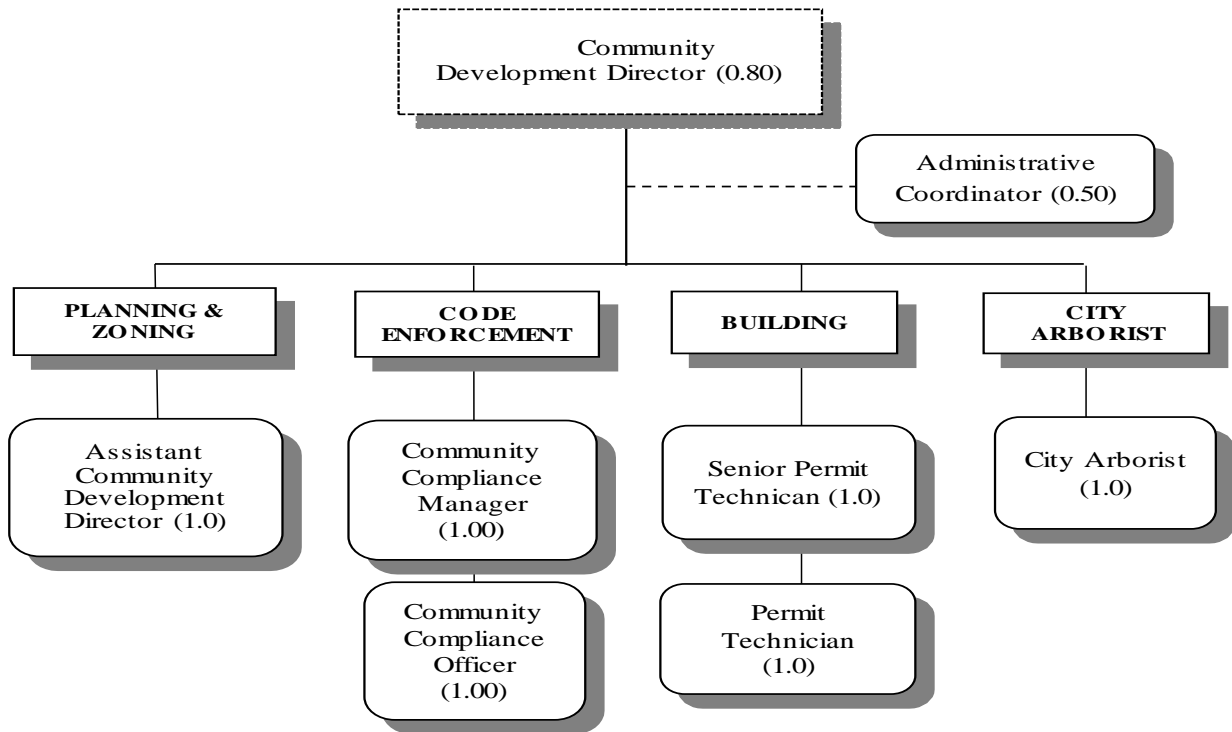 Community
Development Director (0.80)
Administrative
Coordinator (0.50)
PLANNING &
ZONING
CODE
ENFORCEMENT
BUILDING
CITY
ARBORIST
Assistant
Community
Development
Director (1.0)
Community
Compliance
Manager
(1.00)
Senior Permit
Technican (1.0)
City Arborist
(1.0)
Community
Compliance
Officer
(1.00)
Permit
Technician
(1.0)